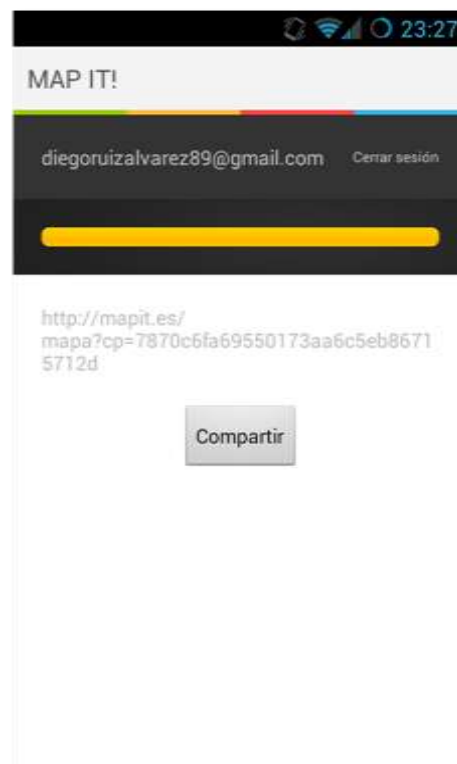 23:27
MAP IT!
diegoruizalvarez89@gmail.com Cerrar sesión
http://mapit.es/
mapa?cp=7870c6fa69550173aa6c5eb8671
5712d
Compartir